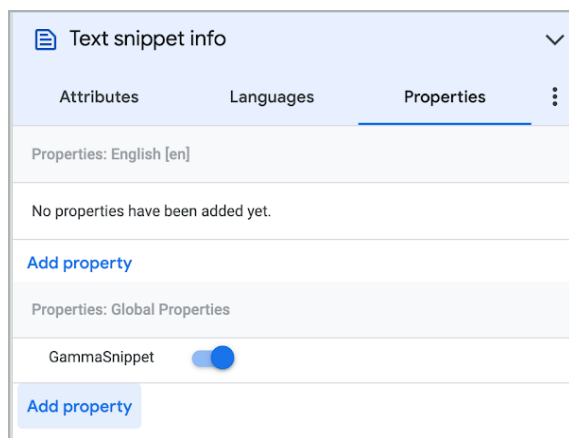 Text snippet info
Attributes Languages Properties
Properties: English [en]
No properties have been added yet.
Add property
Properties: Global Properties
GammaSnippet
Add property